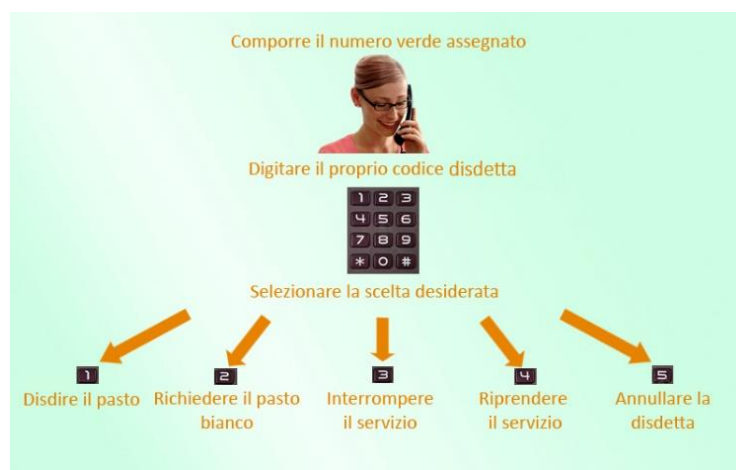 Comporre il numero verde assegnato
Digitare il proprio codice disdetta
1 2 3
4 5 6
7 8 9
* 0 #
Selezionare la scelta desiderata
1
Disdire il pasto
2
Richiedere il pasto
bianco
3
Interrompere
il servizio
4
Riprendere
il servizio
5
Annullare la
disdetta